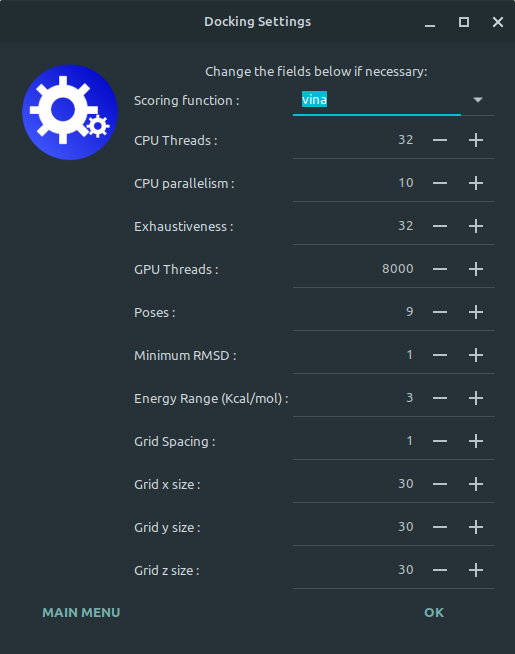 Docking Settings
Change the fields below if necessary:
Scoring function : vina
CPU Threads : 32
CPU parallelism : 10
Exhaustiveness : 32
GPU Threads : 8000
Poses : 9
Minimum RMSD : 1
Energy Range (Kcal/mol) : 3
Grid Spacing : 1
Grid x size : 30
Grid y size : 30
Grid z size : 30
MAIN MENU OK